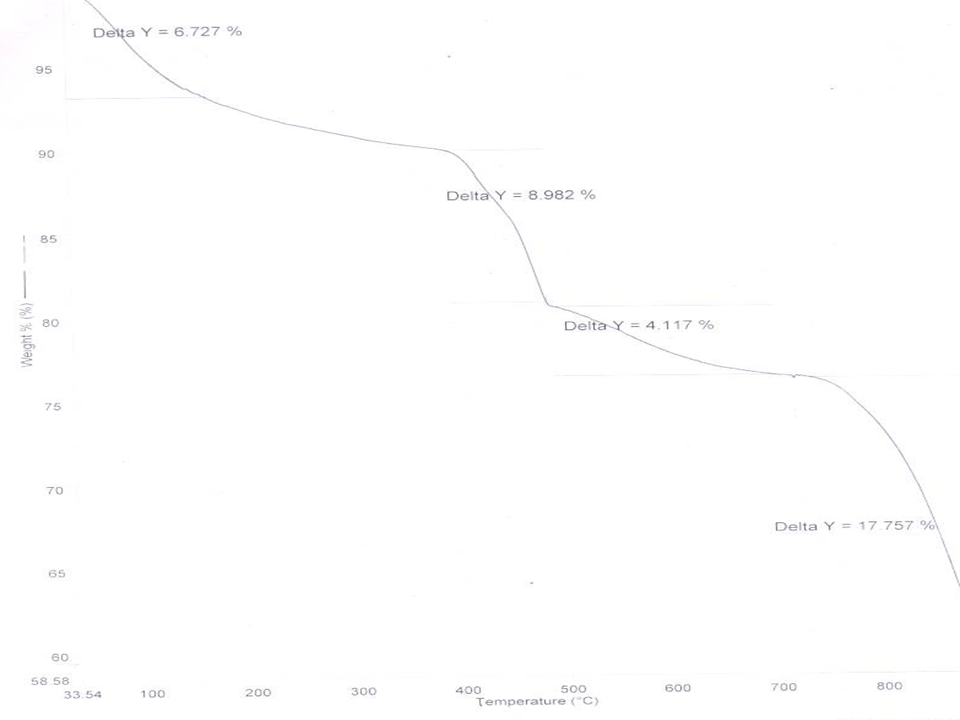 Delta Y = 6.727 %
95
90
Delta Y = 8.982 %
85
Weight % (%)
80
Delta Y = 4.117 %
75
70
Delta Y = 17.757 %
65
60
58.58
33.54 100 200 300 400 500 600 700 800
Temperature (°C)